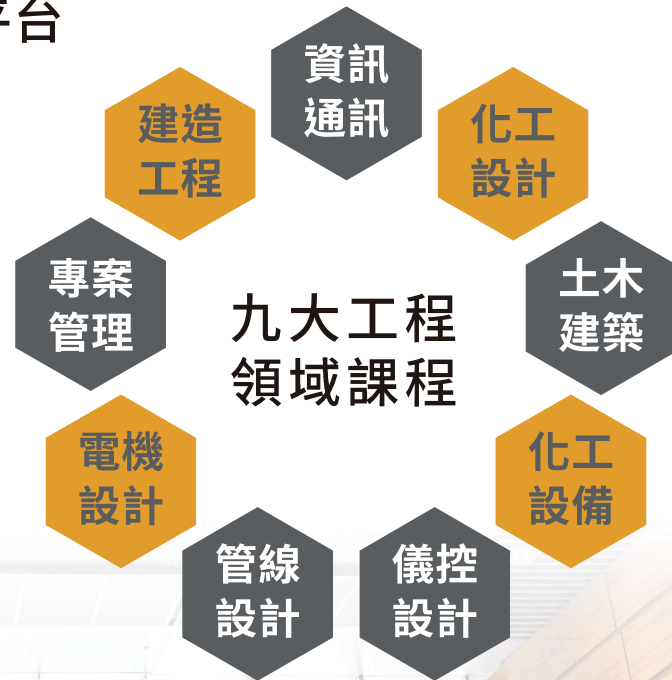 平台
資訊
通訊
化工
設計
土木
建築
化工
設備
儀控
設計
管線
設計
電機
設計
專案
管理
建造
工程
九大工程
領域課程